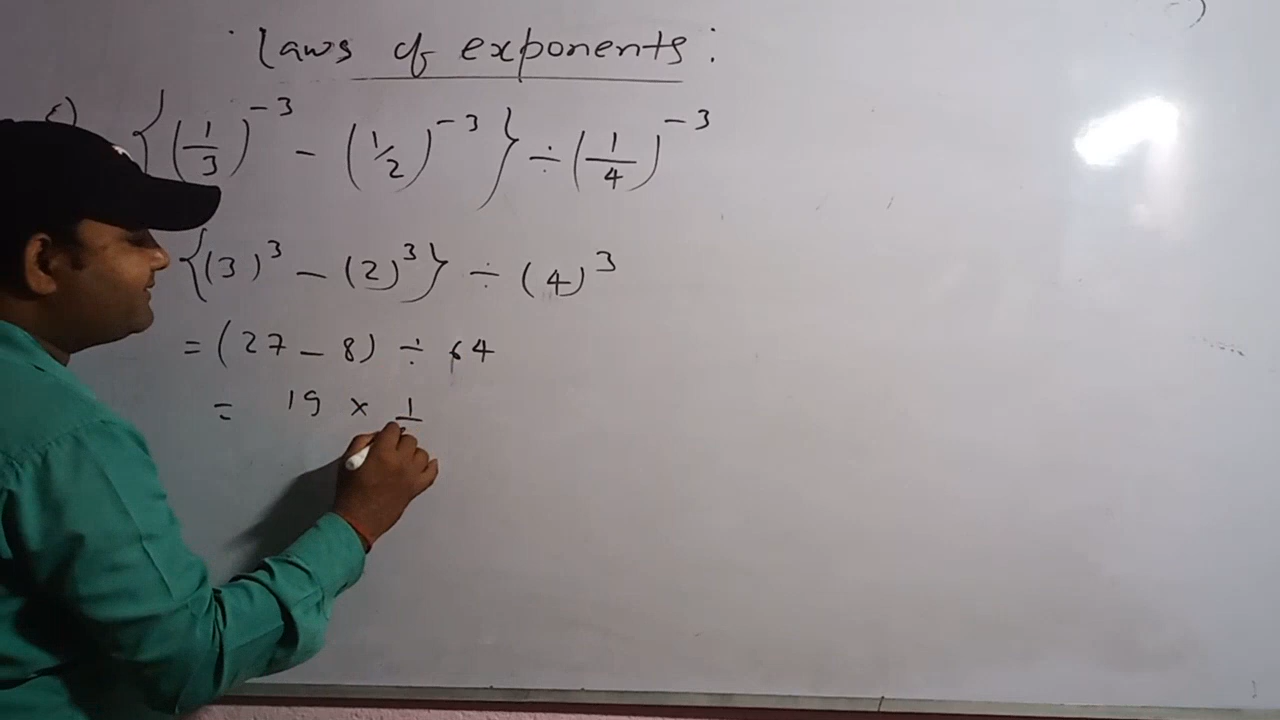 Laws of exponents:
{(1/3)^-3 - (1/2)^-3} ÷ (1/4)^-3
{(3)^3 - (2)^3} ÷ (4)^3
= (27 - 8) ÷ 64
= 19 × 1